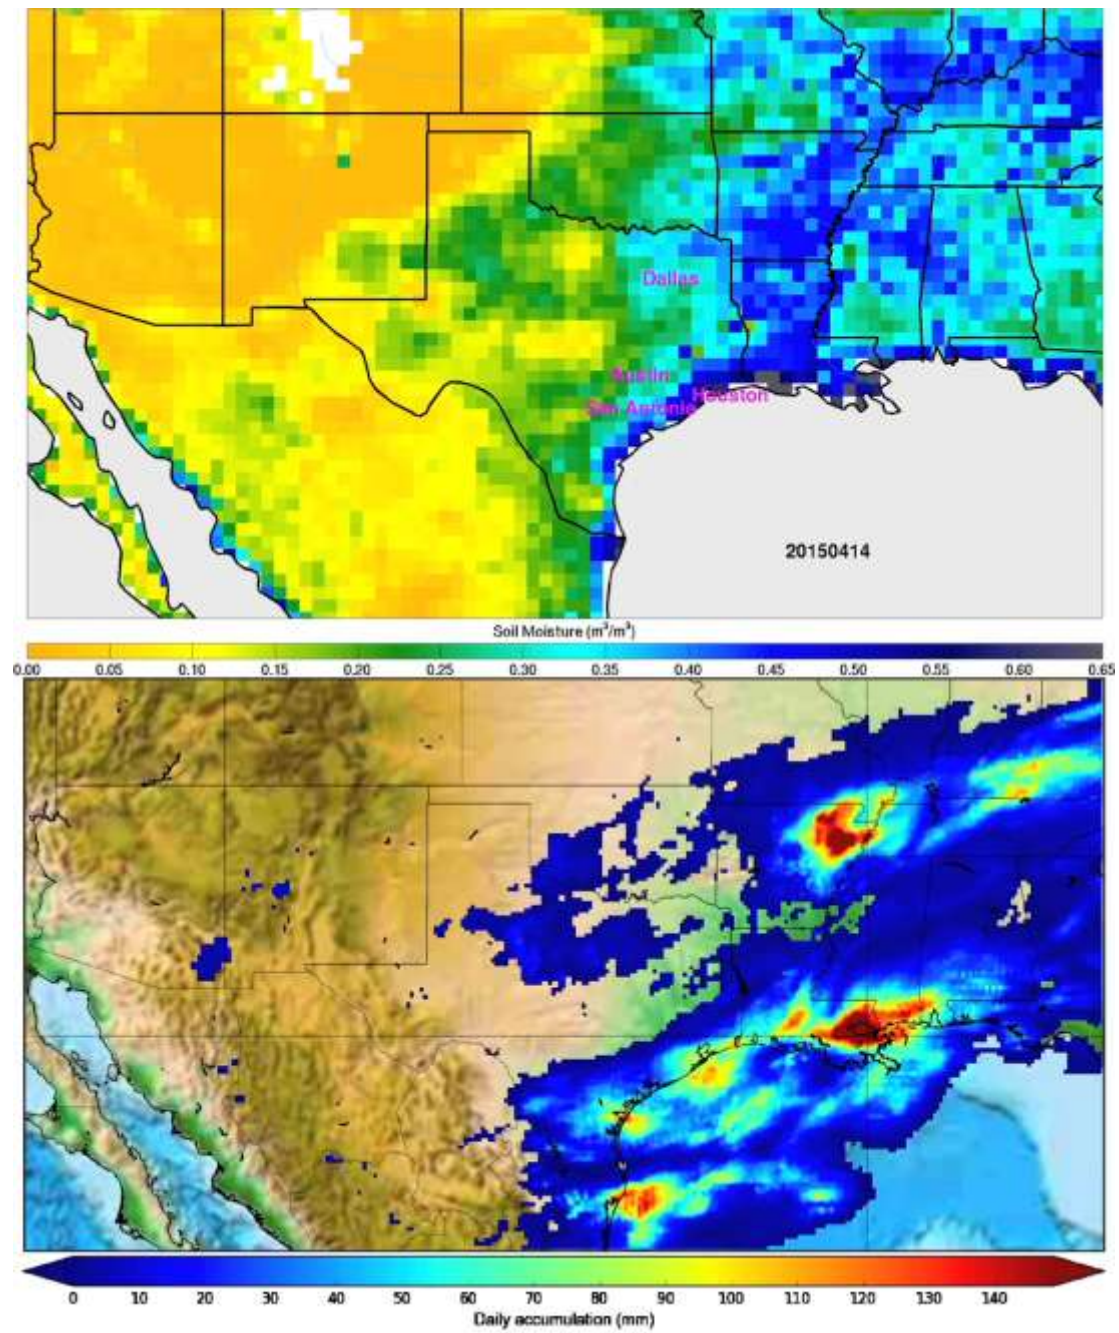 Dallas
Austin
San Antonio
Houston
20150414
Soil Moisture (m³/m³)
0.00 0.05 0.10 0.15 0.20 0.25 0.30 0.35 0.40 0.45 0.50 0.55 0.60 0.65
0 10 20 30 40 50 60 70 80 90 100 110 120 130 140
Daily accumulation (mm)